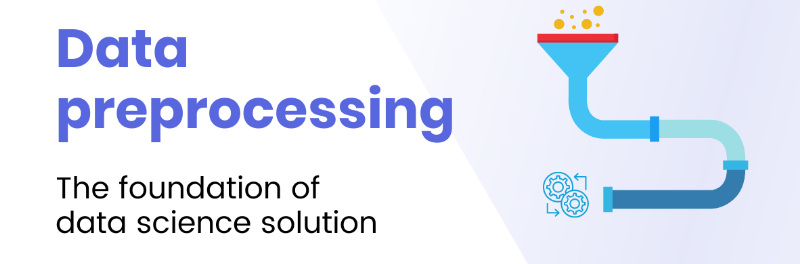 Data
preprocessing
The foundation of
data science solution